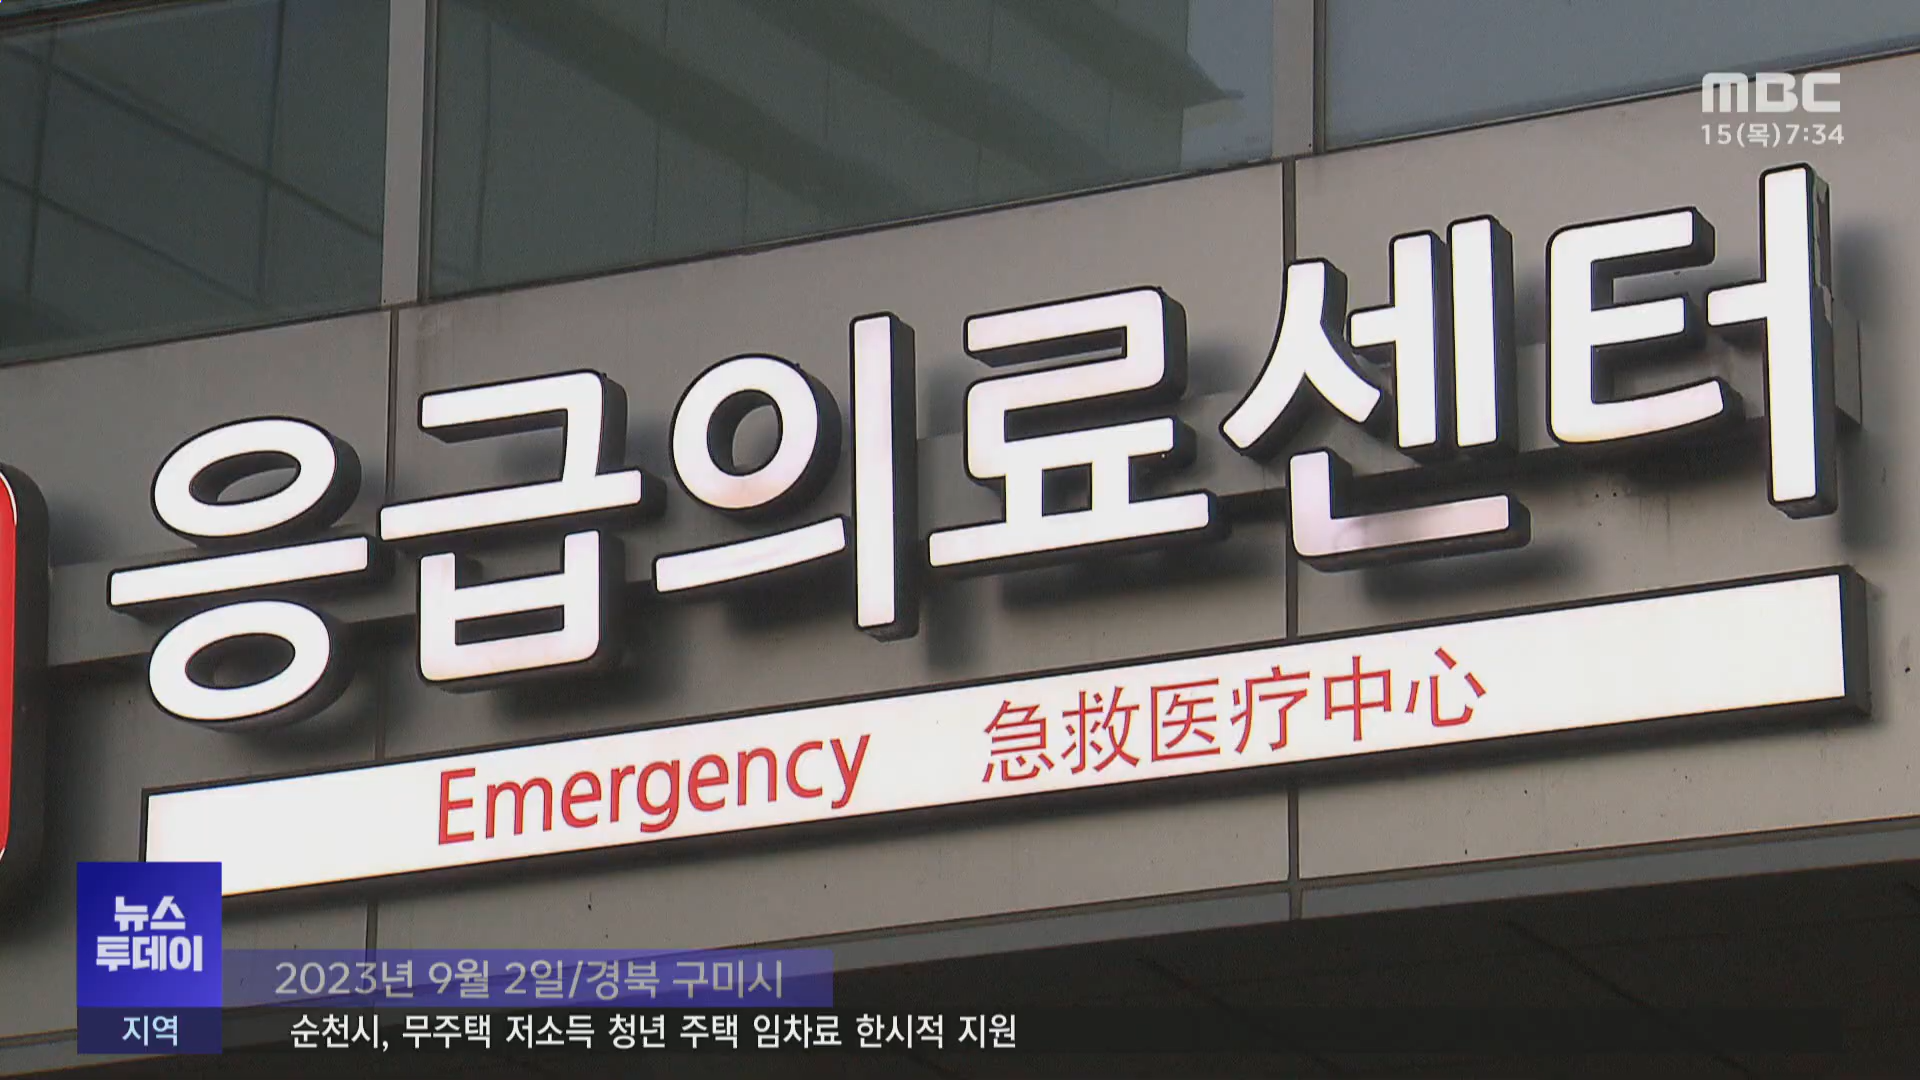 MBC
15(목)7:34
응급의료센터
Emergency 急救医疗中心
뉴스
투데이
2023년 9월 2일/경북 구미시
지역
순천시, 무주택 저소득 청년 주택 임차료 한시적 지원